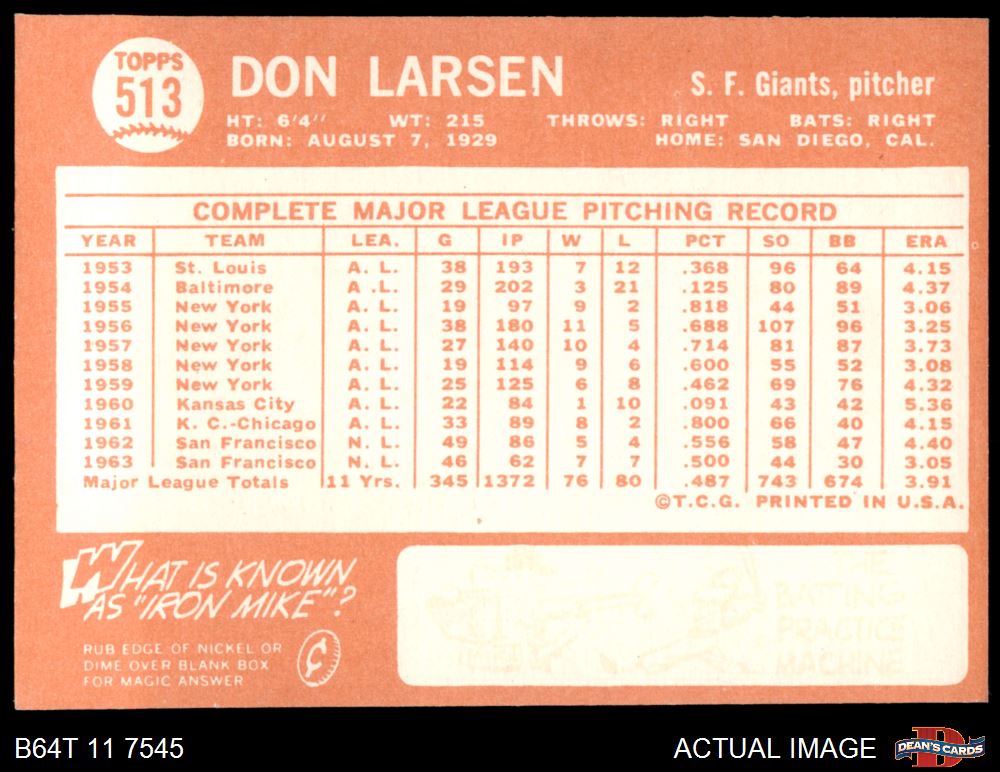 TOPPS
513
DON LARSEN
S. F. Giants, pitcher
HT: 6'4" WT: 215 THROWS: RIGHT BATS: RIGHT
BORN: AUGUST 7, 1929 HOME: SAN DIEGO, CAL.
COMPLETE MAJOR LEAGUE PITCHING RECORD
YEAR TEAM LEA. G IP W L PCT SO BB ERA
1953 St. Louis A. L. 38 193 7 12 .368 96 64 4.15
1954 Baltimore A .L. 29 202 3 21 .125 80 89 4.37
1955 New York A. L. 19 97 9 2 .818 44 51 3.06
1956 New York A. L. 38 180 11 5 .688 107 96 3.25
1957 New York A. L. 27 140 10 4 .714 81 87 3.73
1958 New York A. L. 19 114 9 6 .600 55 52 3.08
1959 New York A. L. 25 125 6 8 .462 69 76 4.32
1960 Kansas City A. L. 22 84 1 10 .091 43 42 5.36
1961 K. C.-Chicago A. L. 33 89 8 2 .800 66 40 4.15
1962 San Francisco N. L. 49 86 5 4 .556 58 47 4.40
1963 San Francisco N. L. 46 62 7 7 .500 44 30 3.05
Major League Totals 11 Yrs. 345 1372 76 80 .487 743 674 3.91
©T.C.G. PRINTED IN U.S.A.
WHAT IS KNOWN
AS "IRON MIKE"?
RUB EDGE OF NICKEL OR
DIME OVER BLANK BOX
FOR MAGIC ANSWER
¢
THE
BATTING
PRACTICE
MACHINE
B64T 11 7545
ACTUAL IMAGE
DEAN'S CARDS